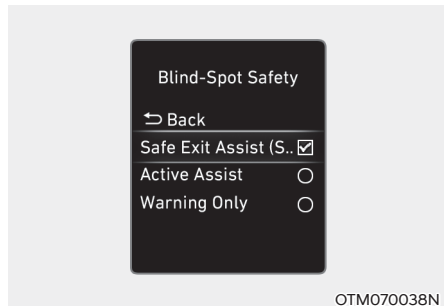 Blind-Spot Safety
Back
Safe Exit Assist (S..
Active Assist
Warning Only
OTM070038N